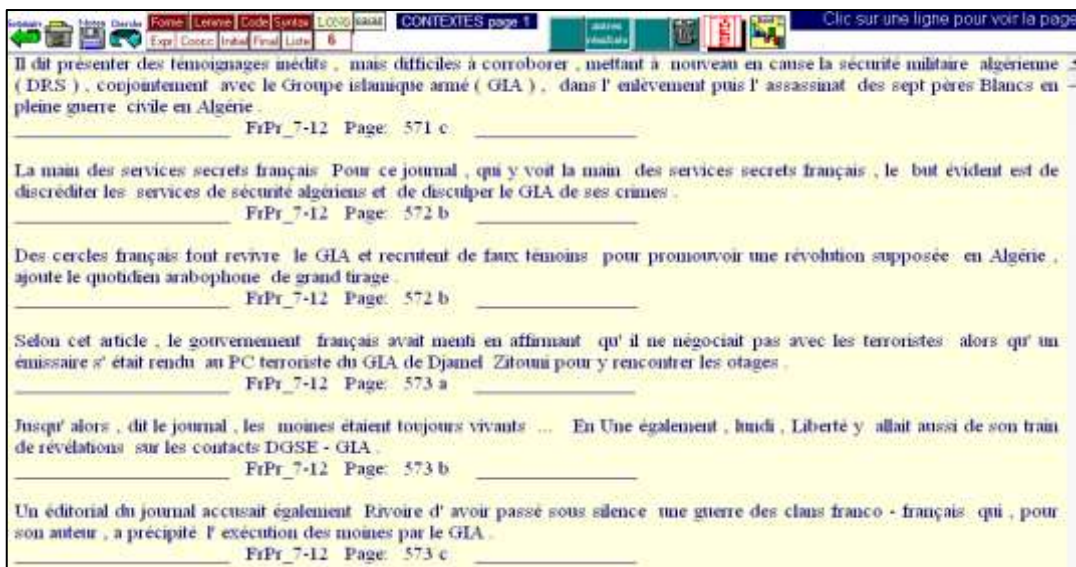 Notes
Forme Lemme Code Syntax LONG
CONTEXTES page 1
autres
résultats
Clic sur une ligne pour voir la page
Expr Coocc Initial Final Liste 6
Il dit présenter des témoignages inédits , mais difficiles à corroborer , mettant à nouveau en cause la sécurité militaire algérienne
( DRS ) , conjointement avec le Groupe islamique armé ( GIA ) , dans l' enlèvement puis l' assassinat des sept pères Blancs en
pleine guerre civile en Algérie .
FrPr_7-12 Page: 571 c
La main des services secrets français Pour ce journal , qui y voit la main des services secrets français , le but évident est de
discréditer les services de sécurité algériens et de disculper le GIA de ses crimes .
FrPr_7-12 Page: 572 b
Des cercles français font revivre le GIA et recrutent de faux témoins pour promouvoir une révolution supposée en Algérie ,
ajoute le quotidien arabophone de grand tirage .
FrPr_7-12 Page: 572 b
Selon cet article , le gouvernement français avait menti en affirmant qu' il ne négociait pas avec les terroristes alors qu' un
émissaire s' était rendu au PC terroriste du GIA de Djamel Zitouni pour y rencontrer les otages .
FrPr_7-12 Page: 573 a
Jusqu' alors , dit le journal , les moines étaient toujours vivants ... En Une également , lundi , Liberté y allait aussi de son train
de révélations sur les contacts DGSE - GIA .
FrPr_7-12 Page: 573 b
Un éditorial du journal accusait également Rivoire d' avoir passé sous silence une guerre des clans franco - français qui , pour
son auteur , a précipité l' exécution des moines par le GIA .
FrPr_7-12 Page: 573 c